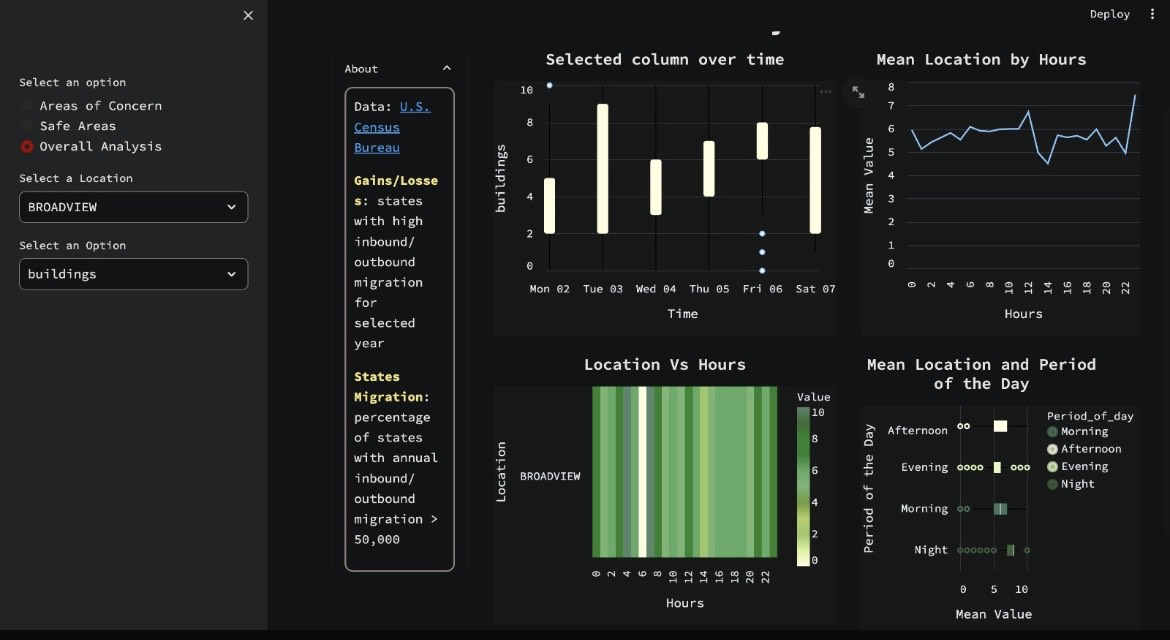 Deploy
Select an option
Areas of Concern
Safe Areas
Overall Analysis
Select a Location
BROADVIEW
Select an Option
buildings
About
Data: U.S.
Census
Bureau
Gains/Losse
s: states
with high
inbound/
outbound
migration
for
selected
year
States
Migration:
percentage
of states
with annual
inbound/
outbound
migration >
50,000
Selected column over time
buildings
10
8
6
4
2
0
Mon 02 Tue 03 Wed 04 Thu 05 Fri 06 Sat 07
Time
Mean Location by Hours
Mean Value
8
7
6
5
4
3
2
1
0
0 2 4 6 8 10 12 14 16 18 20 22
Hours
Location Vs Hours
Location
BROADVIEW
0 2 4 6 8 10 12 14 16 18 20 22
Hours
Value
10
8
6
4
2
0
Mean Location and Period
of the Day
Period of the Day
Afternoon
Evening
Morning
Night
0 5 10
Mean Value
Period_of_day
Morning
Afternoon
Evening
Night